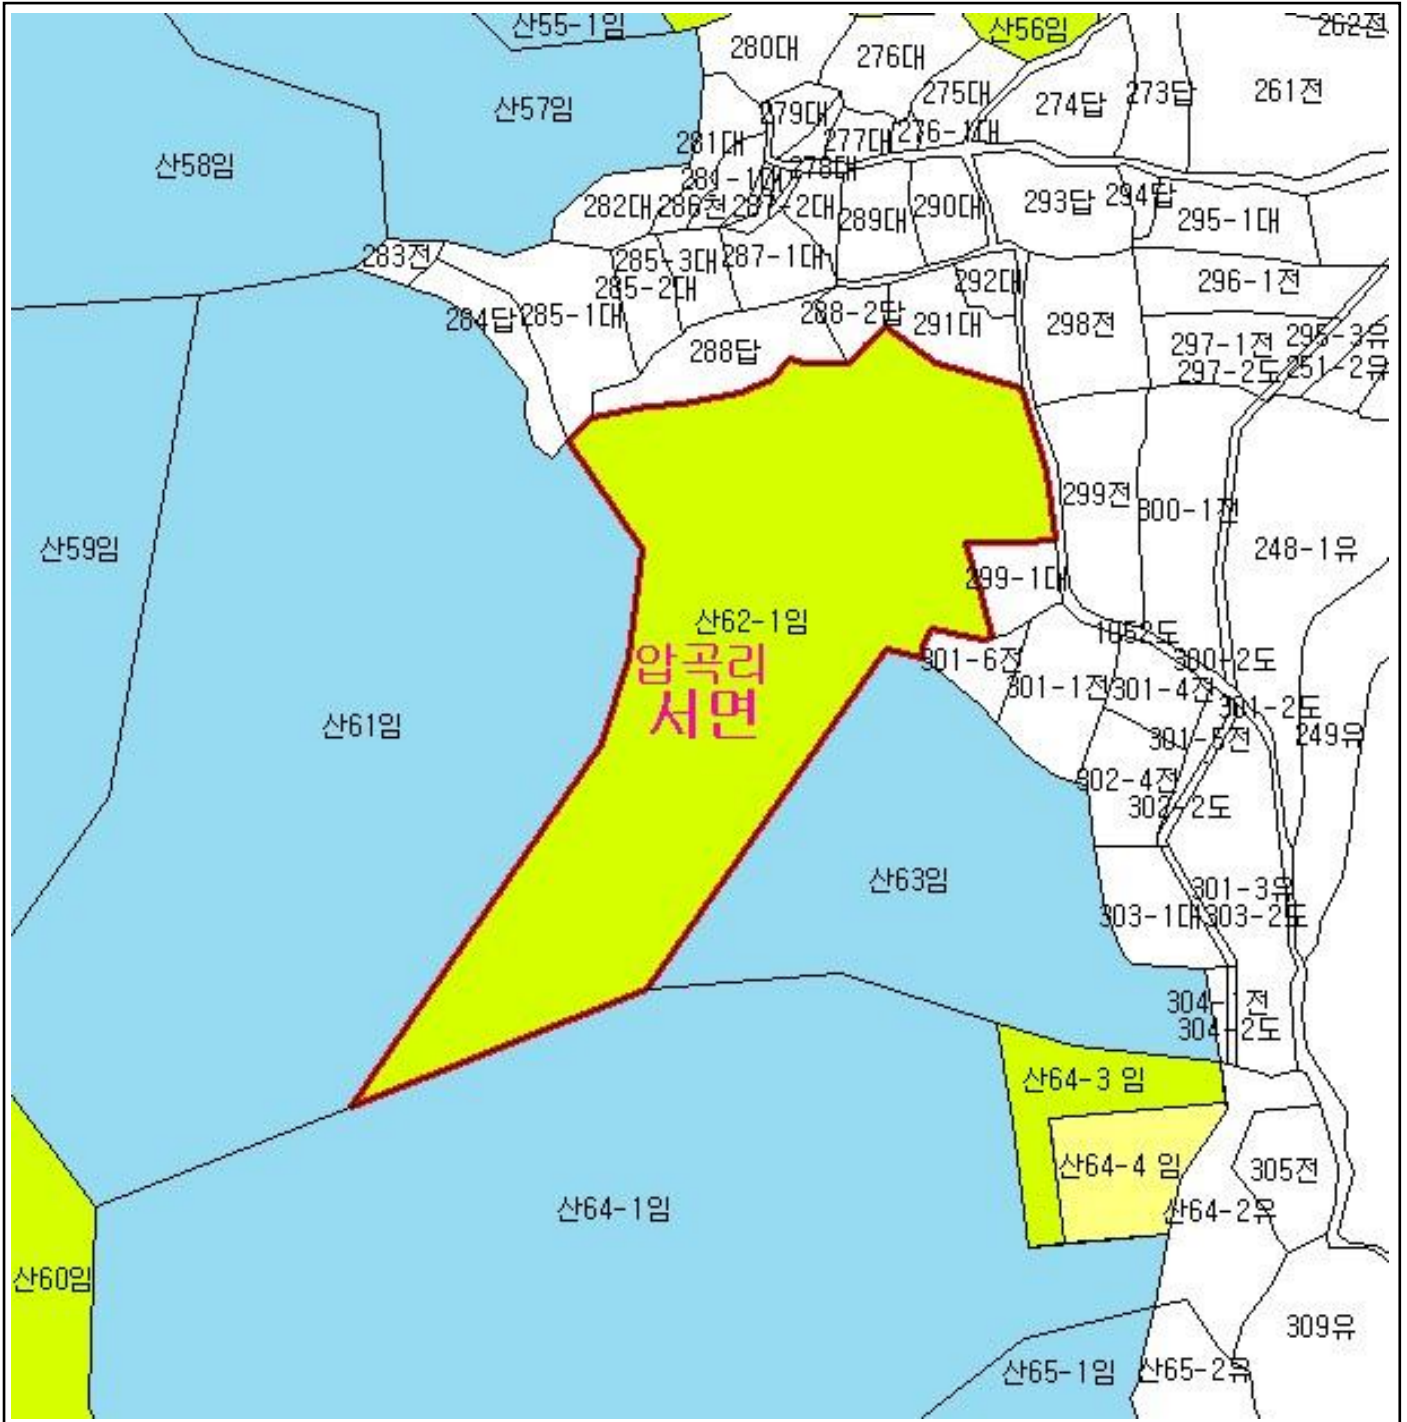 산55-1임
산56임
262전
280대
276대
산57임
275대
274답
273답
261전
279대
277대
276-1대
281대
278대
산58임
281-1대
282대
286전
287-2대
289대
290대
293답
294답
295-1대
283전
285-3대
287-1대
285-2대
292대
296-1전
284답
285-1대
288-2답
291대
298전
295-3유
297-1전
288답
297-2도
251-2유
299전
300-1전
산59임
248-1유
299-1대
산62-1임
1052도
압곡리
301-6전
300-2도
301-1전
301-4전
서면
301-2도
산61임
301-5전
249유
302-4전
302-2도
산63임
301-3유
303-1대
303-2도
304-1전
304-2도
산64-3 임
산64-4 임
305전
산64-1임
산64-2유
산60임
309유
산65-1임
산65-2유